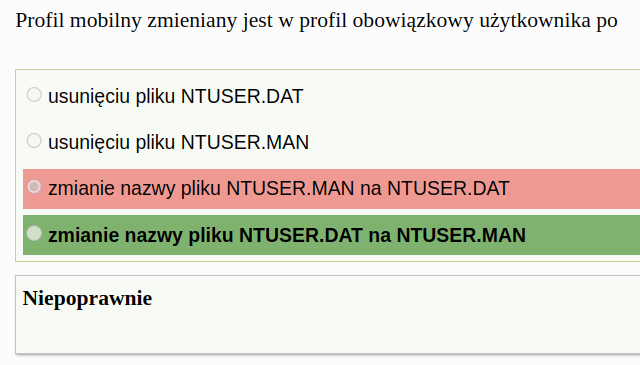 Profil mobilny zmieniany jest w profil obowiązkowy użytkownika po
usunięciu pliku NTUSER.DAT
usunięciu pliku NTUSER.MAN
zmianie nazwy pliku NTUSER.MAN na NTUSER.DAT
zmianie nazwy pliku NTUSER.DAT na NTUSER.MAN
Niepoprawnie